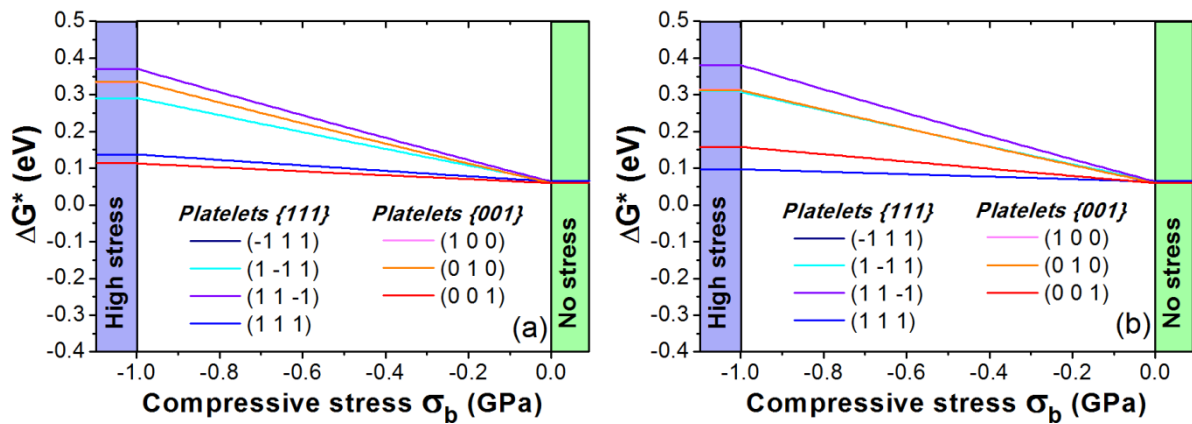 0.5
0.4
0.3
0.2
0.1
0.0
-0.1
-0.2
-0.3
-0.4
ΔG* (eV)
High stress
No stress
Platelets {111}
(-1 1 1)
(1 -1 1)
(1 1 -1)
(1 1 1)
Platelets {001}
(1 0 0)
(0 1 0)
(0 0 1)
(a)
-1.0 -0.8 -0.6 -0.4 -0.2 0.0
Compressive stress σb (GPa)
0.5
0.4
0.3
0.2
0.1
0.0
-0.1
-0.2
-0.3
-0.4
ΔG* (eV)
High stress
No stress
Platelets {111}
(-1 1 1)
(1 -1 1)
(1 1 -1)
(1 1 1)
Platelets {001}
(1 0 0)
(0 1 0)
(0 0 1)
(b)
-1.0 -0.8 -0.6 -0.4 -0.2 0.0
Compressive stress σb (GPa)